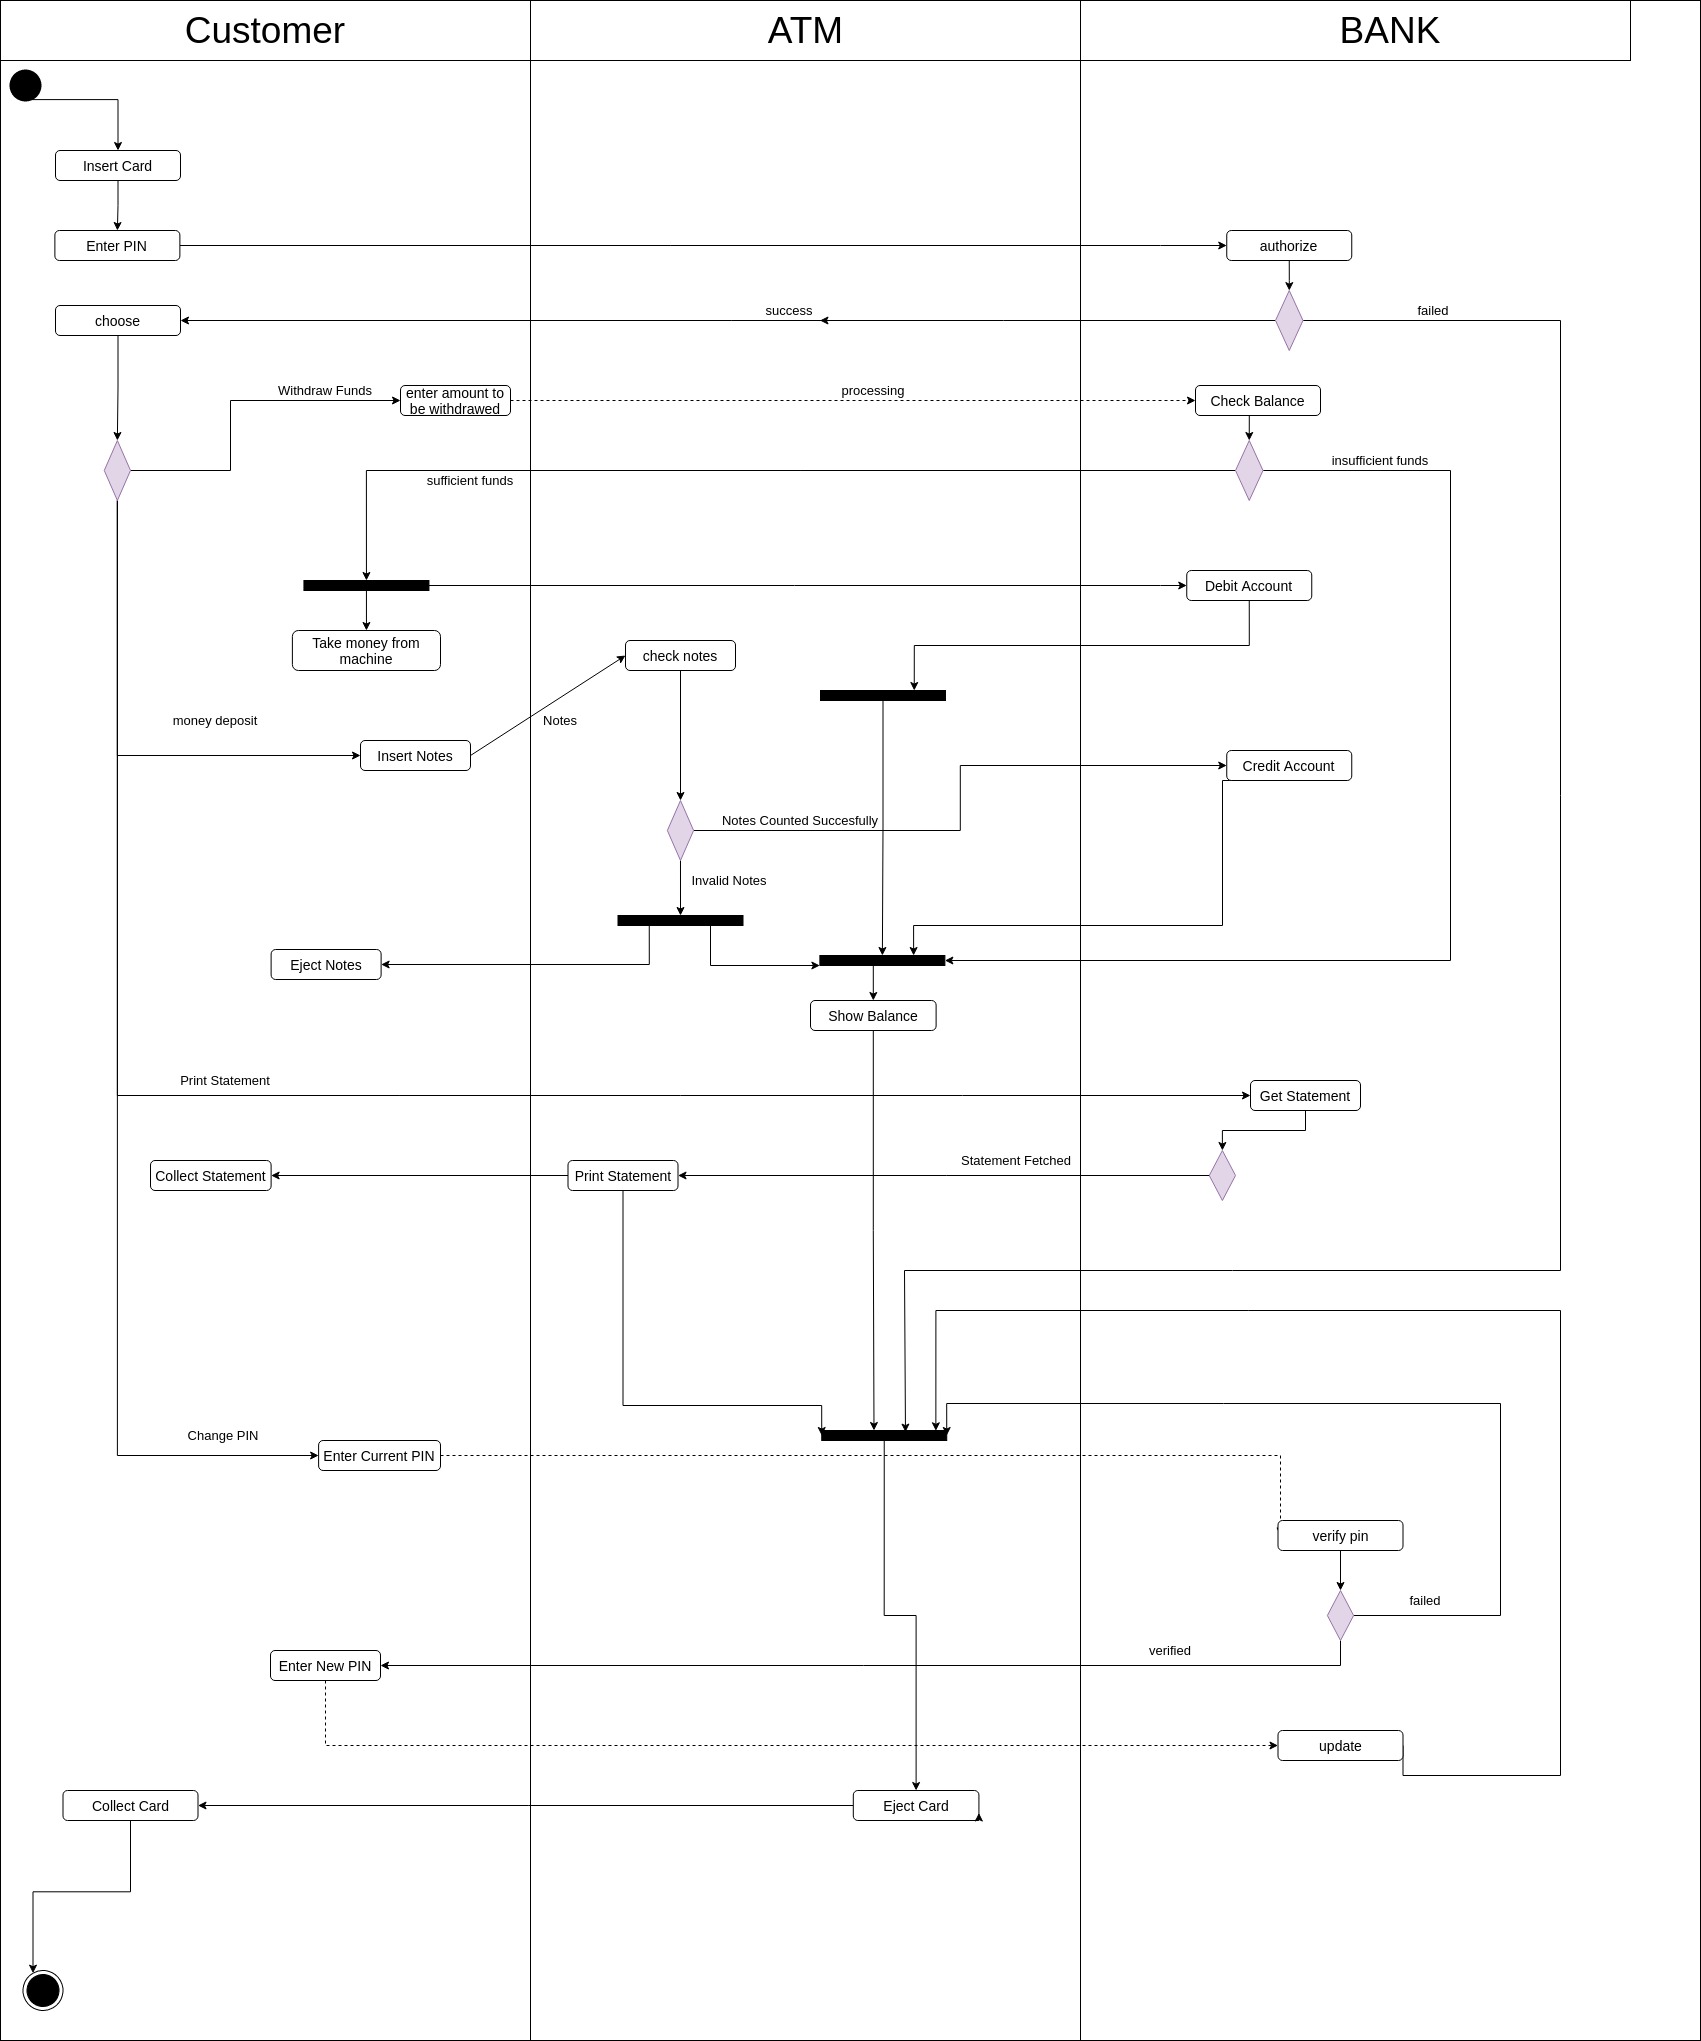 Customer
ATM
BANK
Insert Card
Enter PIN
authorize
choose
success
failed
Withdraw Funds
enter amount to
be withdrawed
processing
Check Balance
sufficient funds
insufficient funds
Debit Account
Take money from
machine
check notes
money deposit
Notes
Insert Notes
Credit Account
Notes Counted Succesfully
Invalid Notes
Eject Notes
Show Balance
Print Statement
Get Statement
Statement Fetched
Collect Statement
Print Statement
Change PIN
Enter Current PIN
verify pin
failed
verified
Enter New PIN
update
Collect Card
Eject Card